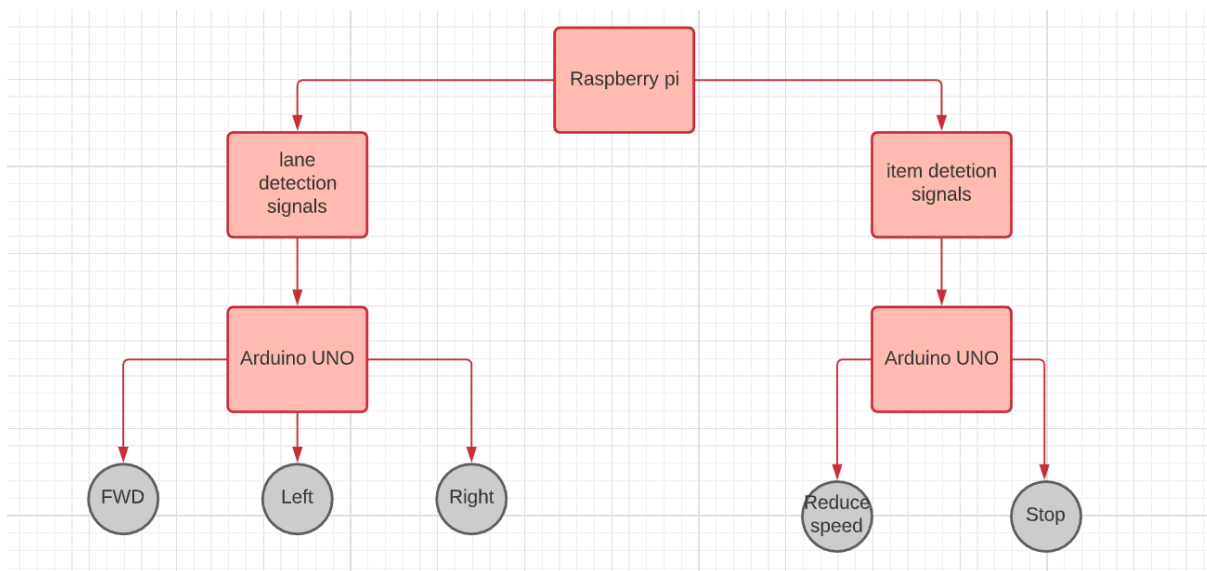 Raspberry pi
lane
detection
signals
item detetion
signals
Arduino UNO
Arduino UNO
FWD
Left
Right
Reduce
speed
Stop